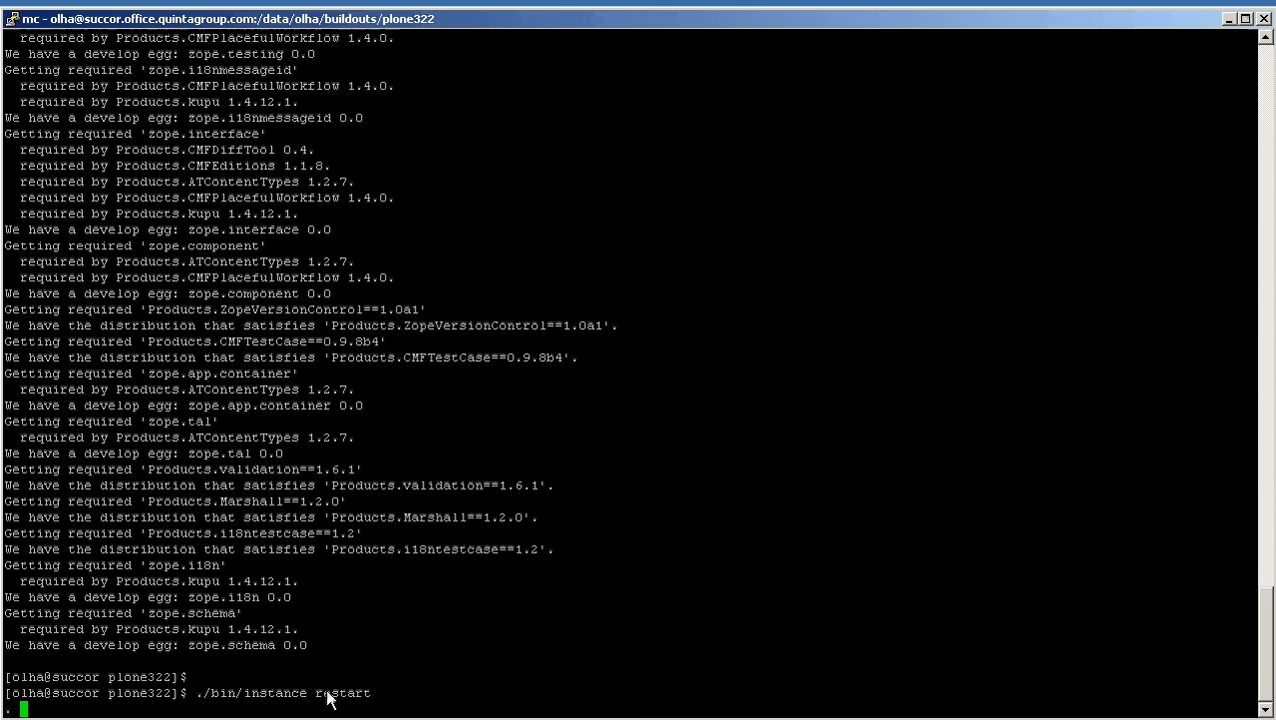 mc - olha@succor.office.quintagroup.com:/data/olha/buildouts/plone322
required by Products.CMFPlacefulWorkflow 1.4.0.
We have a develop egg: zope.testing 0.0
Getting required 'zope.i18nmessageid'
required by Products.CMFPlacefulWorkflow 1.4.0.
required by Products.kupu 1.4.12.1.
We have a develop egg: zope.i18nmessageid 0.0
Getting required 'zope.interface'
required by Products.CMFDiffTool 0.4.
required by Products.CMFEditions 1.1.8.
required by Products.ATContentTypes 1.2.7.
required by Products.CMFPlacefulWorkflow 1.4.0.
required by Products.kupu 1.4.12.1.
We have a develop egg: zope.interface 0.0
Getting required 'zope.component'
required by Products.ATContentTypes 1.2.7.
required by Products.CMFPlacefulWorkflow 1.4.0.
We have a develop egg: zope.component 0.0
Getting required 'Products.ZopeVersionControl==1.0a1'
We have the distribution that satisfies 'Products.ZopeVersionControl==1.0a1'.
Getting required 'Products.CMFTestCase==0.9.8b4'
We have the distribution that satisfies 'Products.CMFTestCase==0.9.8b4'.
Getting required 'zope.app.container'
required by Products.ATContentTypes 1.2.7.
We have a develop egg: zope.app.container 0.0
Getting required 'zope.tal'
required by Products.ATContentTypes 1.2.7.
We have a develop egg: zope.tal 0.0
Getting required 'Products.validation==1.6.1'
We have the distribution that satisfies 'Products.validation==1.6.1'.
Getting required 'Products.Marshall==1.2.0'
We have the distribution that satisfies 'Products.Marshall==1.2.0'.
Getting required 'Products.i18ntestcase==1.2'
We have the distribution that satisfies 'Products.i18ntestcase==1.2'.
Getting required 'zope.i18n'
required by Products.kupu 1.4.12.1.
We have a develop egg: zope.i18n 0.0
Getting required 'zope.schema'
required by Products.kupu 1.4.12.1.
We have a develop egg: zope.schema 0.0
[olha@succor plone322]$
[olha@succor plone322]$ ./bin/instance restart
.